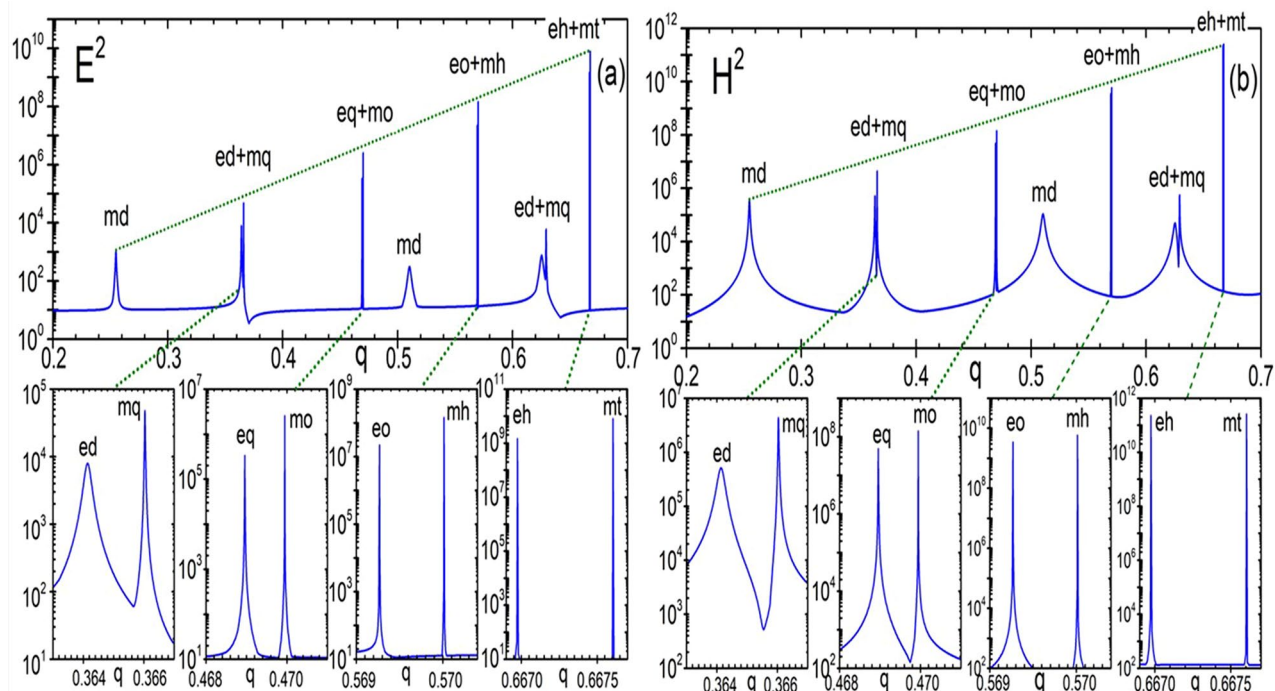 E² (a)
10¹⁰
10⁸
10⁶
10⁴
10²
10⁰
md
ed+mq
eq+mo
md
eo+mh
ed+mq
eh+mt
0.2 0.3 0.4 0.5 0.6 0.7
q
10⁵
10⁴
10³
10²
10¹
ed
mq
0.364 q 0.366
10⁷
10⁵
10³
10¹
eq
mo
0.468 q 0.470
10⁹
10⁷
10⁵
10³
10¹
eo
mh
0.569 q 0.570
10¹¹
10⁹
10⁷
10⁵
10³
10¹
eh
mt
0.6670 q 0.6675
H² (b)
10¹²
10¹⁰
10⁸
10⁶
10⁴
10²
10⁰
md
ed+mq
eq+mo
md
eo+mh
ed+mq
eh+mt
0.2 0.3 0.4 0.5 0.6 0.7
q
10⁷
10⁶
10⁵
10⁴
10³
10²
ed
mq
0.364 q 0.366
10⁸
10⁶
10⁴
10²
eq
mo
0.468 q 0.470
10¹⁰
10⁸
10⁶
10⁴
10²
eo
mh
0.569 q 0.570
10¹²
10¹⁰
10⁸
10⁶
10⁴
10²
eh
mt
0.6670 q 0.6675